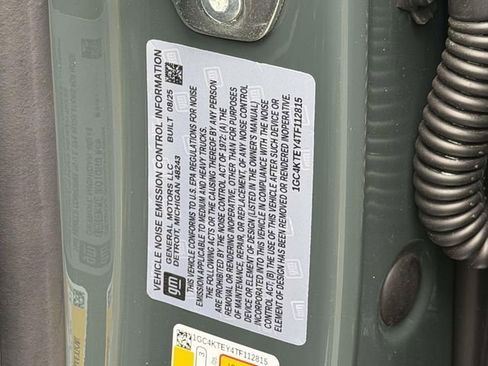 VEHICLE NOISE EMISSION CONTROL INFORMATION
GENERAL MOTORS LLC BUILT 08/25
DETROIT, MICHIGAN 48243
THIS VEHICLE CONFORMS TO U.S. EPA REGULATIONS FOR NOISE
EMISSION APPLICABLE TO MEDIUM AND HEAVY TRUCKS.
THE FOLLOWING ACTS OR THE CAUSING THEREOF BY ANY PERSON
ARE PROHIBITED BY THE NOISE CONTROL ACT OF 1972: (A) THE
REMOVAL OR RENDERING INOPERATIVE, OTHER THAN FOR PURPOSES
OF MAINTENANCE, REPAIR, OR REPLACEMENT, OF ANY NOISE CONTROL
DEVICE OR ELEMENT OF DESIGN (LISTED IN THE OWNER'S MANUAL)
INCORPORATED INTO THIS VEHICLE IN COMPLIANCE WITH THE NOISE
CONTROL ACT; (B) THE USE OF THIS VEHICLE AFTER SUCH DEVICE OR
ELEMENT OF DESIGN HAS BEEN REMOVED OR RENDERED INOPERATIVE.
1GC4KTEY4TF112815
gm
1GC4KTEY4TF112815